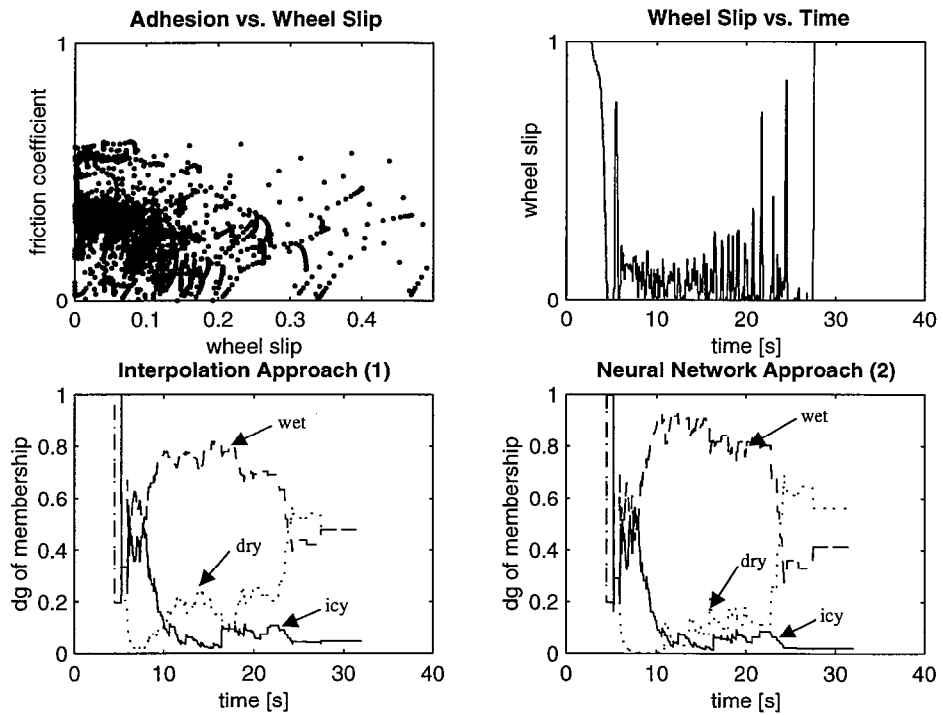 Adhesion vs. Wheel Slip
1
friction coefficient
0
0 0.1 0.2 0.3 0.4
wheel slip
Wheel Slip vs. Time
1
wheel slip
0
0 10 20 30 40
time [s]
Interpolation Approach (1)
1
0.8
0.6
0.4
0.2
0
dg of membership
wet
dry
icy
0 10 20 30 40
time [s]
Neural Network Approach (2)
1
0.8
0.6
0.4
0.2
0
dg of membership
wet
dry
icy
0 10 20 30 40
time [s]